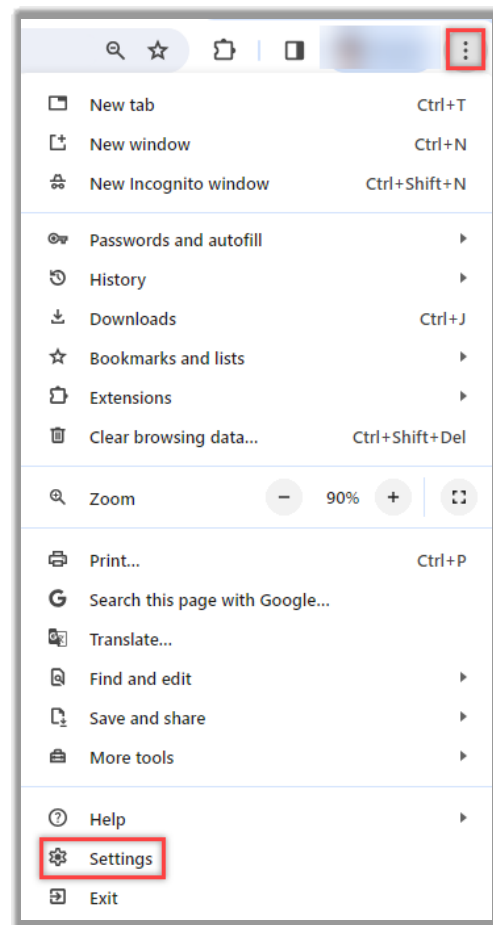 New tab Ctrl+T
New window Ctrl+N
New Incognito window Ctrl+Shift+N
Passwords and autofill
History
Downloads Ctrl+J
Bookmarks and lists
Extensions
Clear browsing data... Ctrl+Shift+Del
Zoom − 90% +
Print... Ctrl+P
Search this page with Google...
Translate...
Find and edit
Save and share
More tools
Help
Settings
Exit